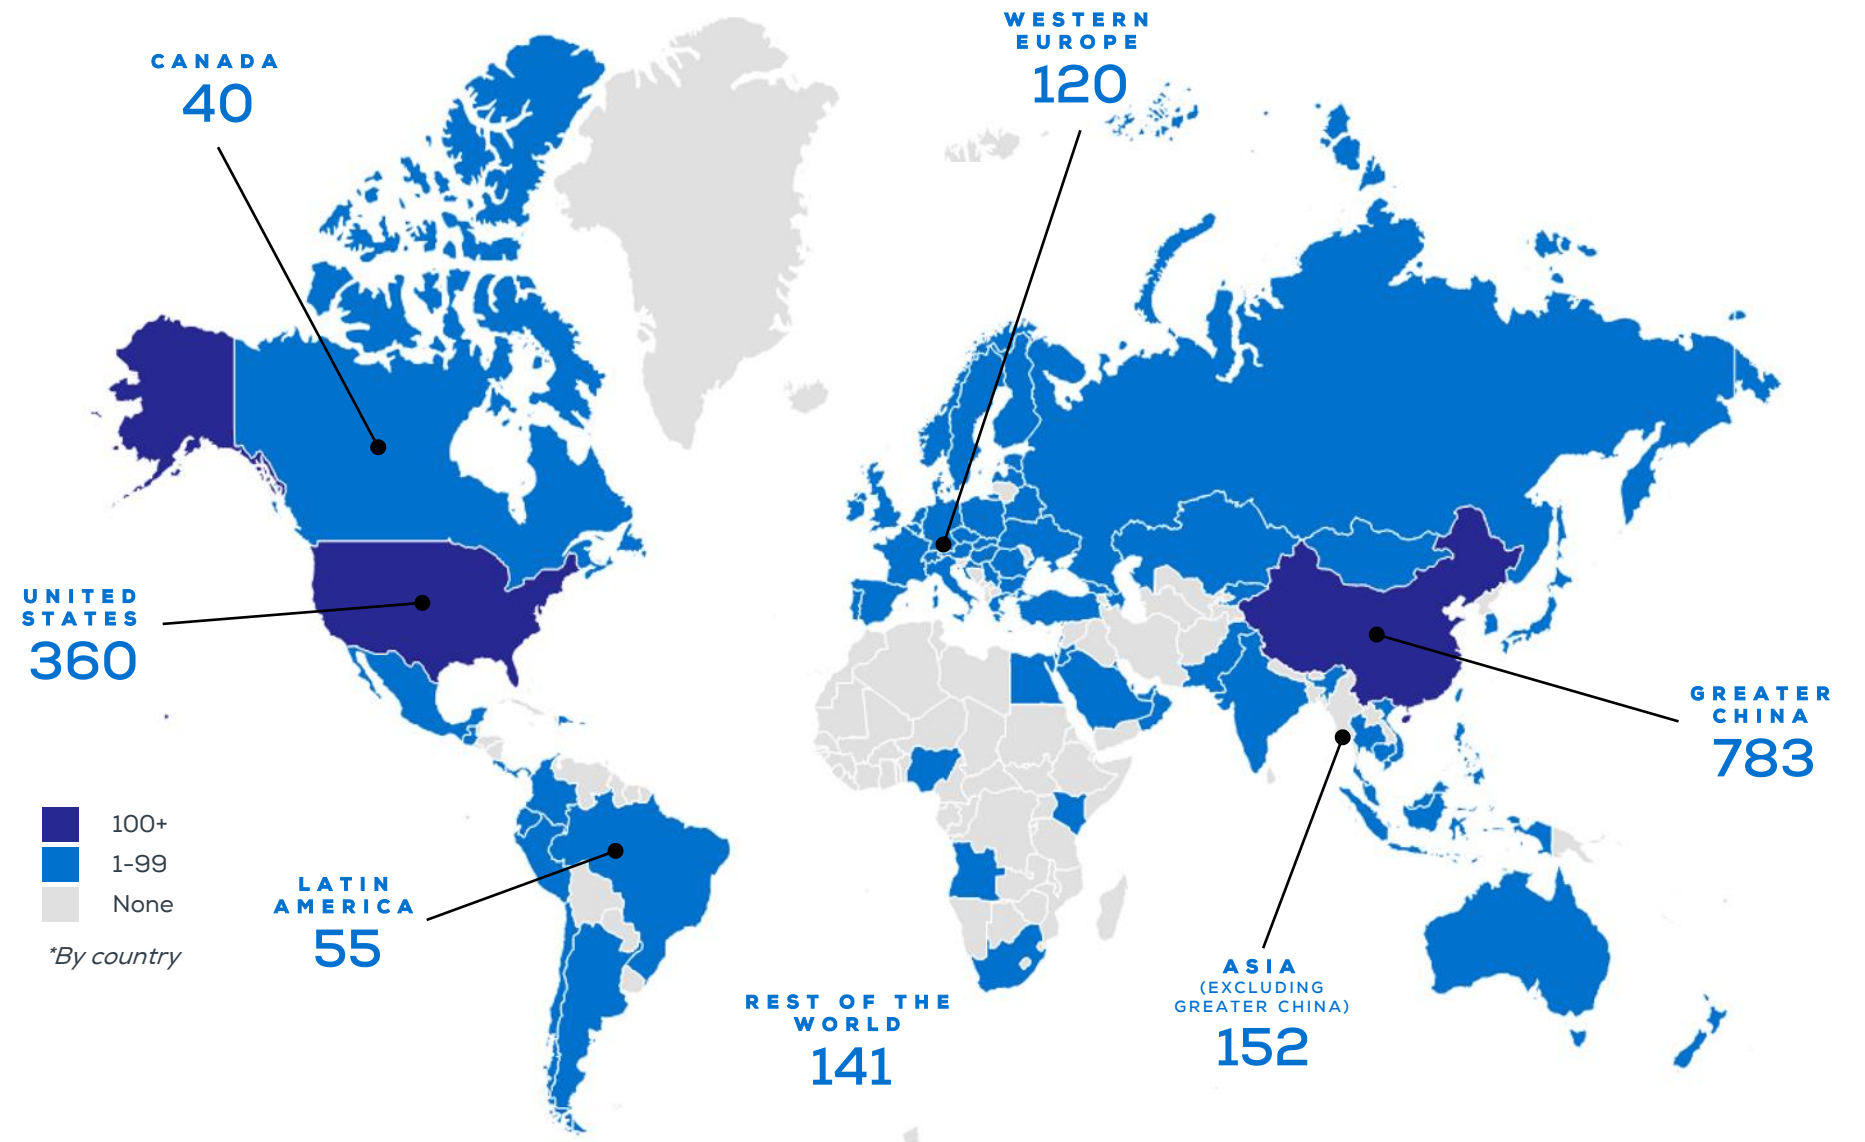 CANADA
40
WESTERN
EUROPE
120
UNITED
STATES
360
GREATER
CHINA
783
100+
1-99
None
*By country
LATIN
AMERICA
55
REST OF THE
WORLD
141
ASIA
(EXCLUDING
GREATER CHINA)
152